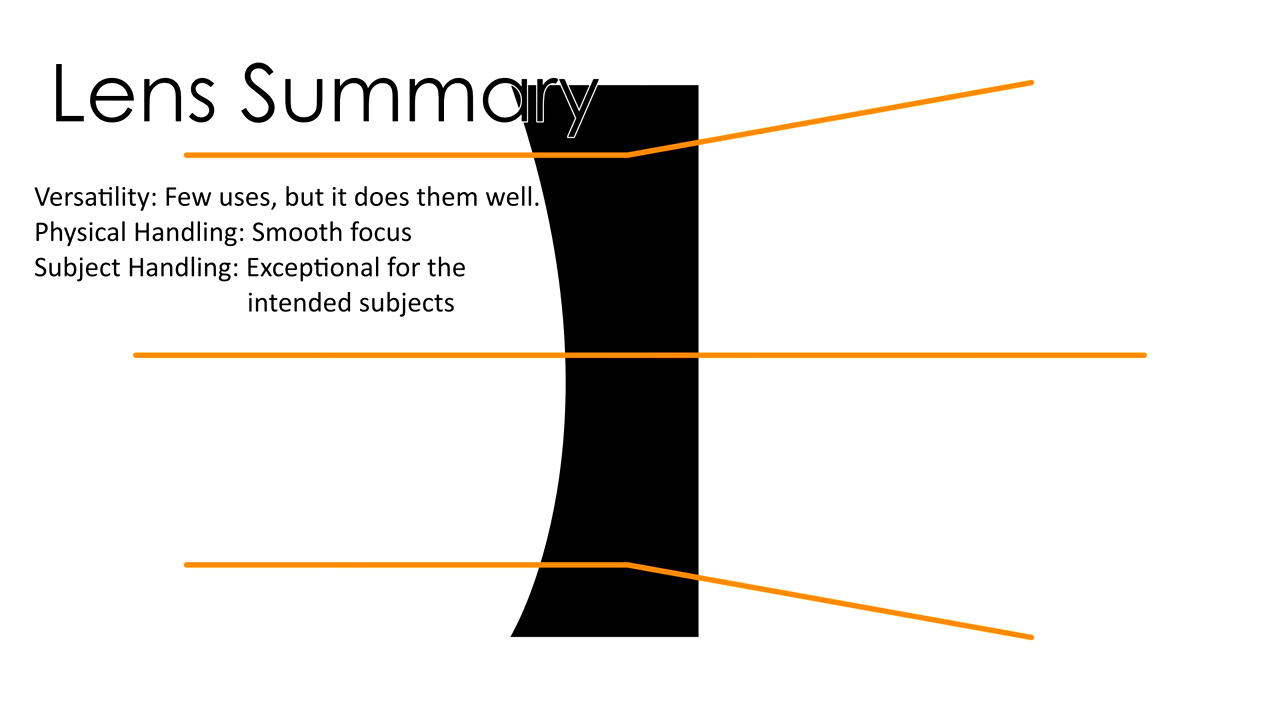 Lens Summary
Versatility: Few uses, but it does them well.
Physical Handling: Smooth focus
Subject Handling: Exceptional for the
intended subjects